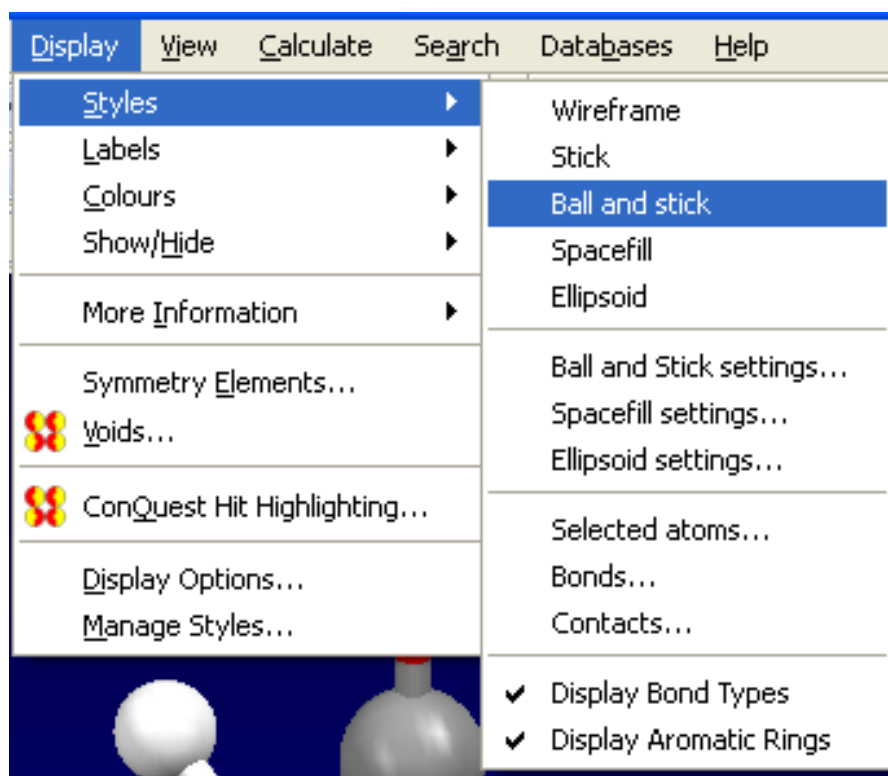 Display View Calculate Search Databases Help
Styles
Labels
Colours
Show/Hide
More Information
Symmetry Elements...
Voids...
ConQuest Hit Highlighting...
Display Options...
Manage Styles...
Wireframe
Stick
Ball and stick
Spacefill
Ellipsoid
Ball and Stick settings...
Spacefill settings...
Ellipsoid settings...
Selected atoms...
Bonds...
Contacts...
Display Bond Types
Display Aromatic Rings